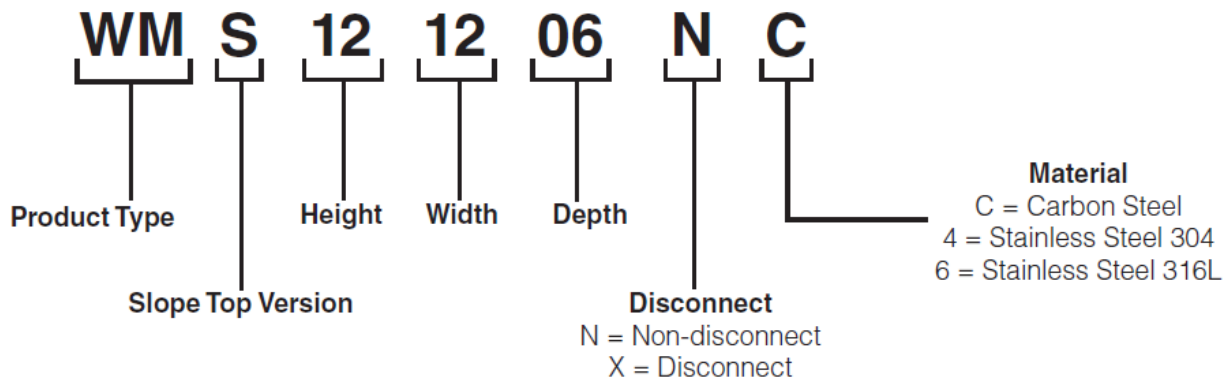 WM S 12 12 06 N C
Product Type
Slope Top Version
Height
Width
Depth
Disconnect
N = Non-disconnect
X = Disconnect
Material
C = Carbon Steel
4 = Stainless Steel 304
6 = Stainless Steel 316L